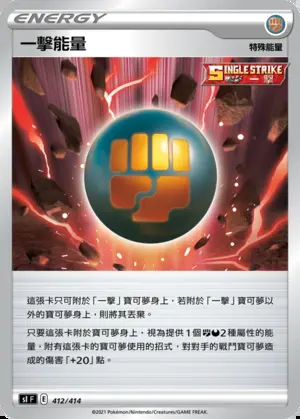 ENERGY
一擊能量
特殊能量
SINGLE STRIKE 一擊
這張卡只可附於「一擊」寶可夢身上，若附於「一擊」寶可夢以
外的寶可夢身上，則將其丟棄。
只要這張卡附於寶可夢身上，視為提供1個2種屬性的能
量，附有這張卡的寶可夢使用的招式，對對手的戰鬥寶可夢造
成的傷害「+20」點。
sI F E 412/414
©2021 Pokémon/Nintendo/Creatures/GAME FREAK.